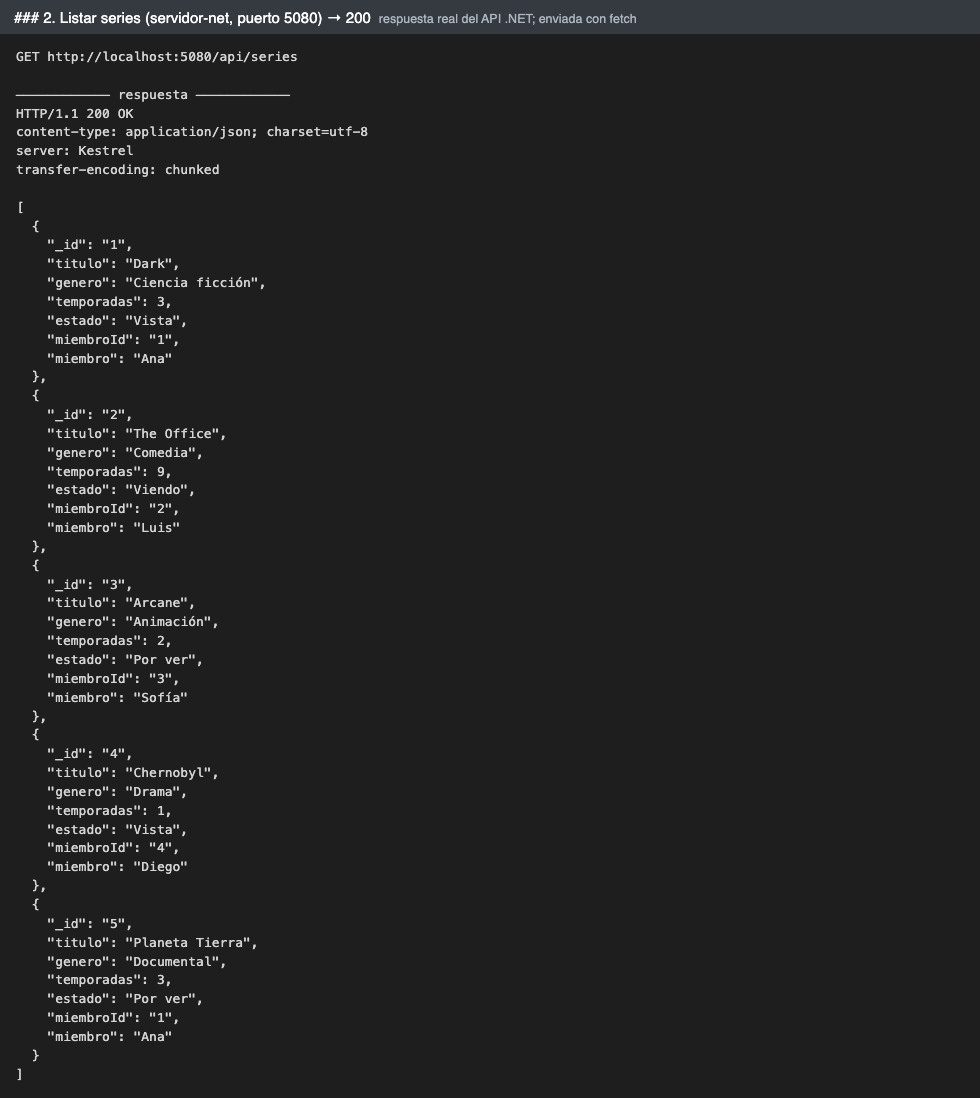 ### 2. Listar series (servidor-net, puerto 5080) → 200 respuesta real del API .NET; enviada con fetch
GET http://localhost:5080/api/series
———————————— respuesta ————————————
HTTP/1.1 200 OK
content-type: application/json; charset=utf-8
server: Kestrel
transfer-encoding: chunked
[
  {
    "_id": "1",
    "titulo": "Dark",
    "genero": "Ciencia ficción",
    "temporadas": 3,
    "estado": "Vista",
    "miembroId": "1",
    "miembro": "Ana"
  },
  {
    "_id": "2",
    "titulo": "The Office",
    "genero": "Comedia",
    "temporadas": 9,
    "estado": "Viendo",
    "miembroId": "2",
    "miembro": "Luis"
  },
  {
    "_id": "3",
    "titulo": "Arcane",
    "genero": "Animación",
    "temporadas": 2,
    "estado": "Por ver",
    "miembroId": "3",
    "miembro": "Sofía"
  },
  {
    "_id": "4",
    "titulo": "Chernobyl",
    "genero": "Drama",
    "temporadas": 1,
    "estado": "Vista",
    "miembroId": "4",
    "miembro": "Diego"
  },
  {
    "_id": "5",
    "titulo": "Planeta Tierra",
    "genero": "Documental",
    "temporadas": 3,
    "estado": "Por ver",
    "miembroId": "1",
    "miembro": "Ana"
  }
]